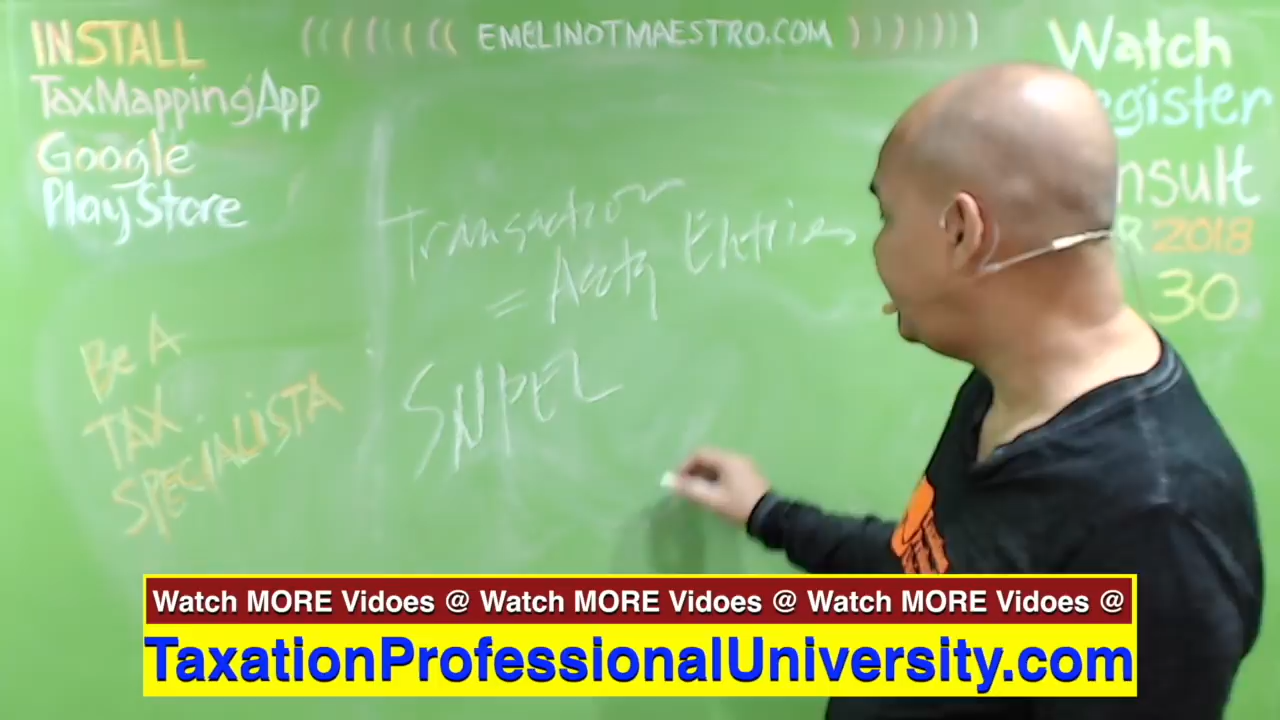 INSTALL
TaxMappingApp
Google
PlayStore
((((((( EMELINOTMAESTRO.COM )))))))
Watch
egister
nsult
R 2018
30
Transaction
= Acctg Entries
Be A
TAX
SPECIALISTA
Watch MORE Vidoes @ Watch MORE Vidoes @ Watch MORE Vidoes @
TaxationProfessionalUniversity.com